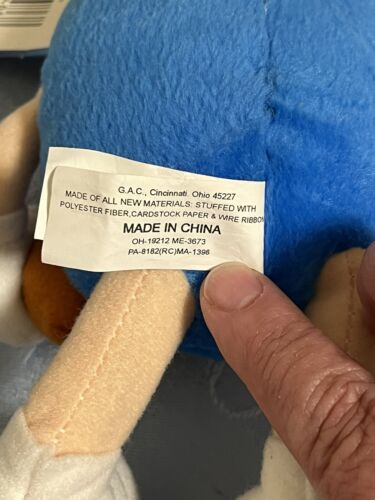 G.A.C., Cincinnati, Ohio 45227
MADE OF ALL NEW MATERIALS: STUFFED WITH
POLYESTER FIBER,CARDSTOCK PAPER & WIRE RIBBON
MADE IN CHINA
OH-19212 ME-3673
PA-8182(RC)MA-1396